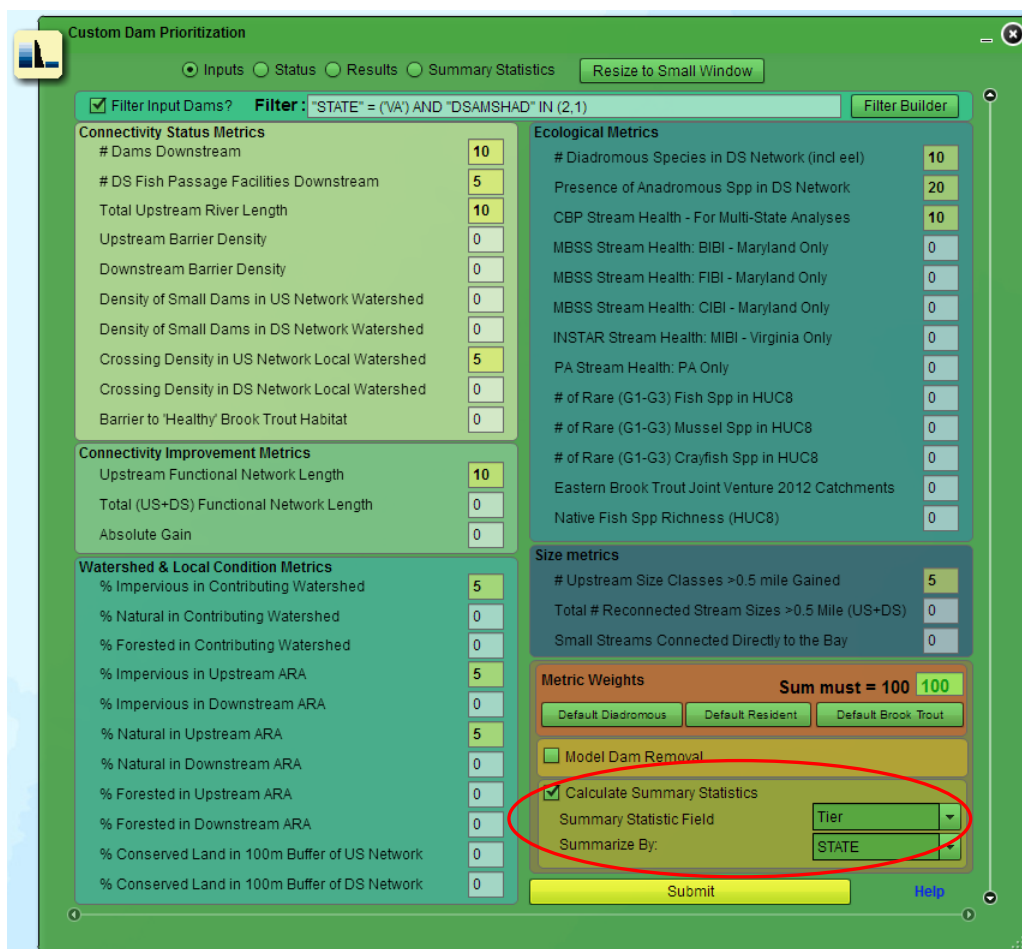 Custom Dam Prioritization
Inputs Status Results Summary Statistics Resize to Small Window
Filter Input Dams? Filter : "STATE" = ('VA') AND "DSAMSHAD" IN (2,1) Filter Builder
Connectivity Status Metrics
# Dams Downstream 10
# DS Fish Passage Facilities Downstream 5
Total Upstream River Length 10
Upstream Barrier Density 0
Downstream Barrier Density 0
Density of Small Dams in US Network Watershed 0
Density of Small Dams in DS Network Watershed 0
Crossing Density in US Network Local Watershed 5
Crossing Density in DS Network Local Watershed 0
Barrier to 'Healthy' Brook Trout Habitat 0
Connectivity Improvement Metrics
Upstream Functional Network Length 10
Total (US+DS) Functional Network Length 0
Absolute Gain 0
Watershed & Local Condition Metrics
% Impervious in Contributing Watershed 5
% Natural in Contributing Watershed 0
% Forested in Contributing Watershed 0
% Impervious in Upstream ARA 5
% Impervious in Downstream ARA 0
% Natural in Upstream ARA 5
% Natural in Downstream ARA 0
% Forested in Upstream ARA 0
% Forested in Downstream ARA 0
% Conserved Land in 100m Buffer of US Network 0
% Conserved Land in 100m Buffer of DS Network 0
Ecological Metrics
# Diadromous Species in DS Network (incl eel) 10
Presence of Anadromous Spp in DS Network 20
CBP Stream Health - For Multi-State Analyses 10
MBSS Stream Health: BIBI - Maryland Only 0
MBSS Stream Health: FIBI - Maryland Only 0
MBSS Stream Health: CIBI - Maryland Only 0
INSTAR Stream Health: MIBI - Virginia Only 0
PA Stream Health: PA Only 0
# of Rare (G1-G3) Fish Spp in HUC8 0
# of Rare (G1-G3) Mussel Spp in HUC8 0
# of Rare (G1-G3) Crayfish Spp in HUC8 0
Eastern Brook Trout Joint Venture 2012 Catchments 0
Native Fish Spp Richness (HUC8) 0
Size metrics
# Upstream Size Classes >0.5 mile Gained 5
Total # Reconnected Stream Sizes >0.5 Mile (US+DS) 0
Small Streams Connected Directly to the Bay 0
Metric Weights Sum must = 100 100
Default Diadromous Default Resident Default Brook Trout
Model Dam Removal
Calculate Summary Statistics
Summary Statistic Field Tier
Summarize By: STATE
Submit Help